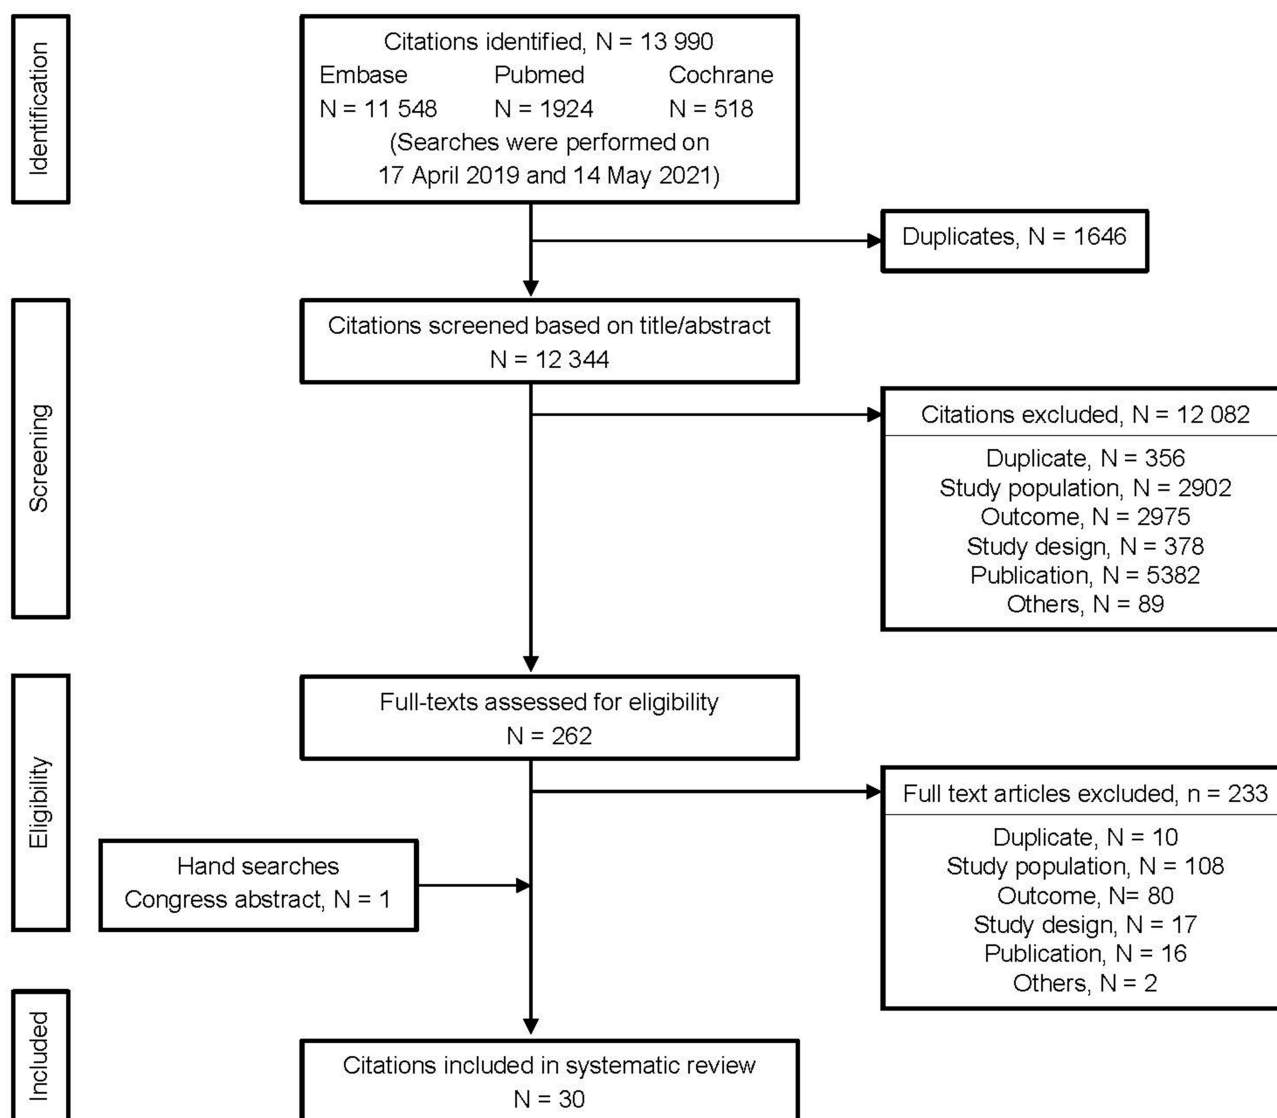 Identification
Citations identified, N = 13 990
Embase Pubmed Cochrane
N = 11 548 N = 1924 N = 518
(Searches were performed on
17 April 2019 and 14 May 2021)
Duplicates, N = 1646
Screening
Citations screened based on title/abstract
N = 12 344
Citations excluded, N = 12 082
Duplicate, N = 356
Study population, N = 2902
Outcome, N = 2975
Study design, N = 378
Publication, N = 5382
Others, N = 89
Eligibility
Full-texts assessed for eligibility
N = 262
Full text articles excluded, n = 233
Duplicate, N = 10
Study population, N = 108
Outcome, N= 80
Study design, N = 17
Publication, N = 16
Others, N = 2
Hand searches
Congress abstract, N = 1
Included
Citations included in systematic review
N = 30